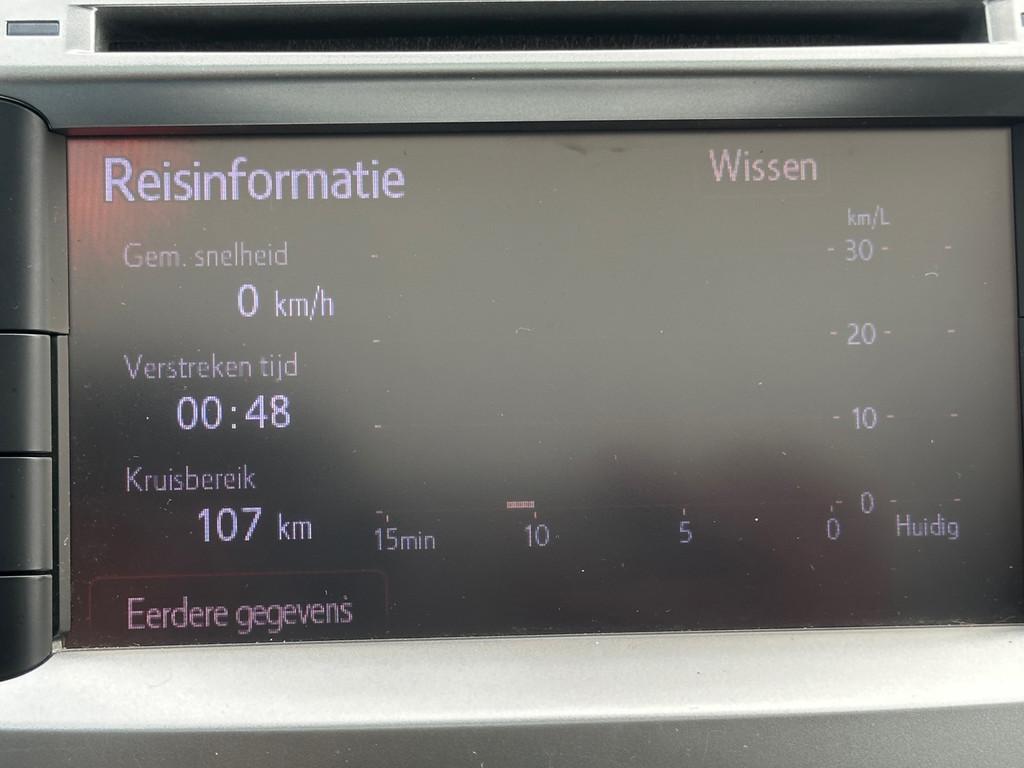 Reisinformatie
Wissen
km/L
Gem. snelheid
30
0 km/h
20
Verstreken tijd
00:48
10
Kruisbereik
0
107 km
15min 10 5 0 Huidig
Eerdere gegevens